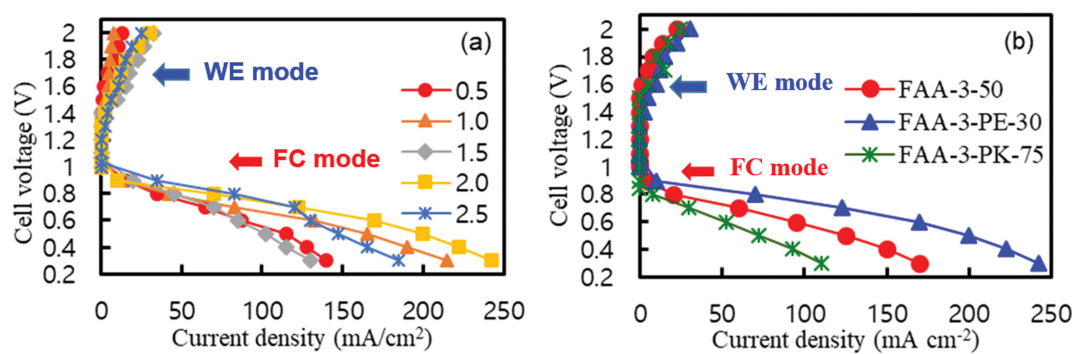 2
1.8
1.6
1.4
1.2
1
0.8
0.6
0.4
0.2
Cell voltage (V)
(a)
WE mode
FC mode
0.5
1.0
1.5
2.0
2.5
0 50 100 150 200 250
Current density (mA/cm²)
2
1.8
1.6
1.4
1.2
1
0.8
0.6
0.4
0.2
Cell voltage (V)
(b)
WE mode
FC mode
FAA-3-50
FAA-3-PE-30
FAA-3-PK-75
0 50 100 150 200 250
Current density (mA cm⁻²)